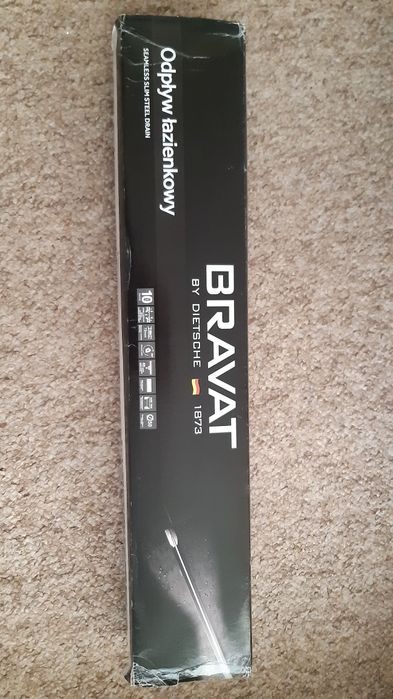 Odpływ łazienkowy
SEAMLESS SLIM STEEL DRAIN
BRAVAT
BY DIETSCHE 1873
10